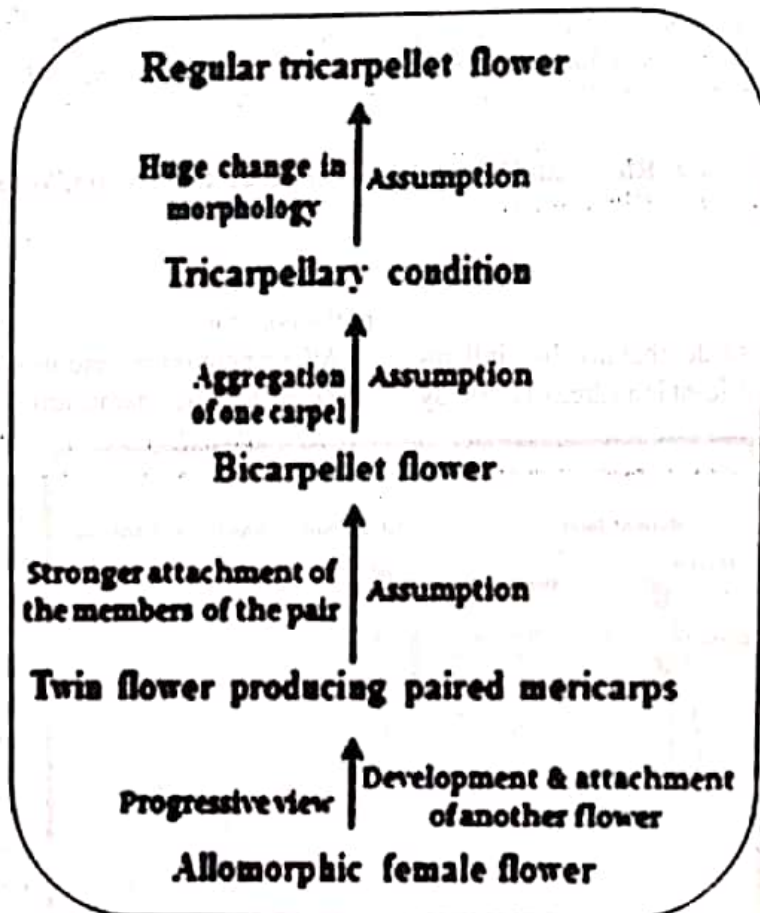 Regular tricarpellet flower
Huge change in
morphology
Assumption
Tricarpellary condition
Aggregation
of one carpel
Assumption
Bicarpellet flower
Stronger attachment of
the members of the pair
Assumption
Twin flower producing paired mericarps
Progressive view
Development & attachment
of another flower
Allomorphic female flower